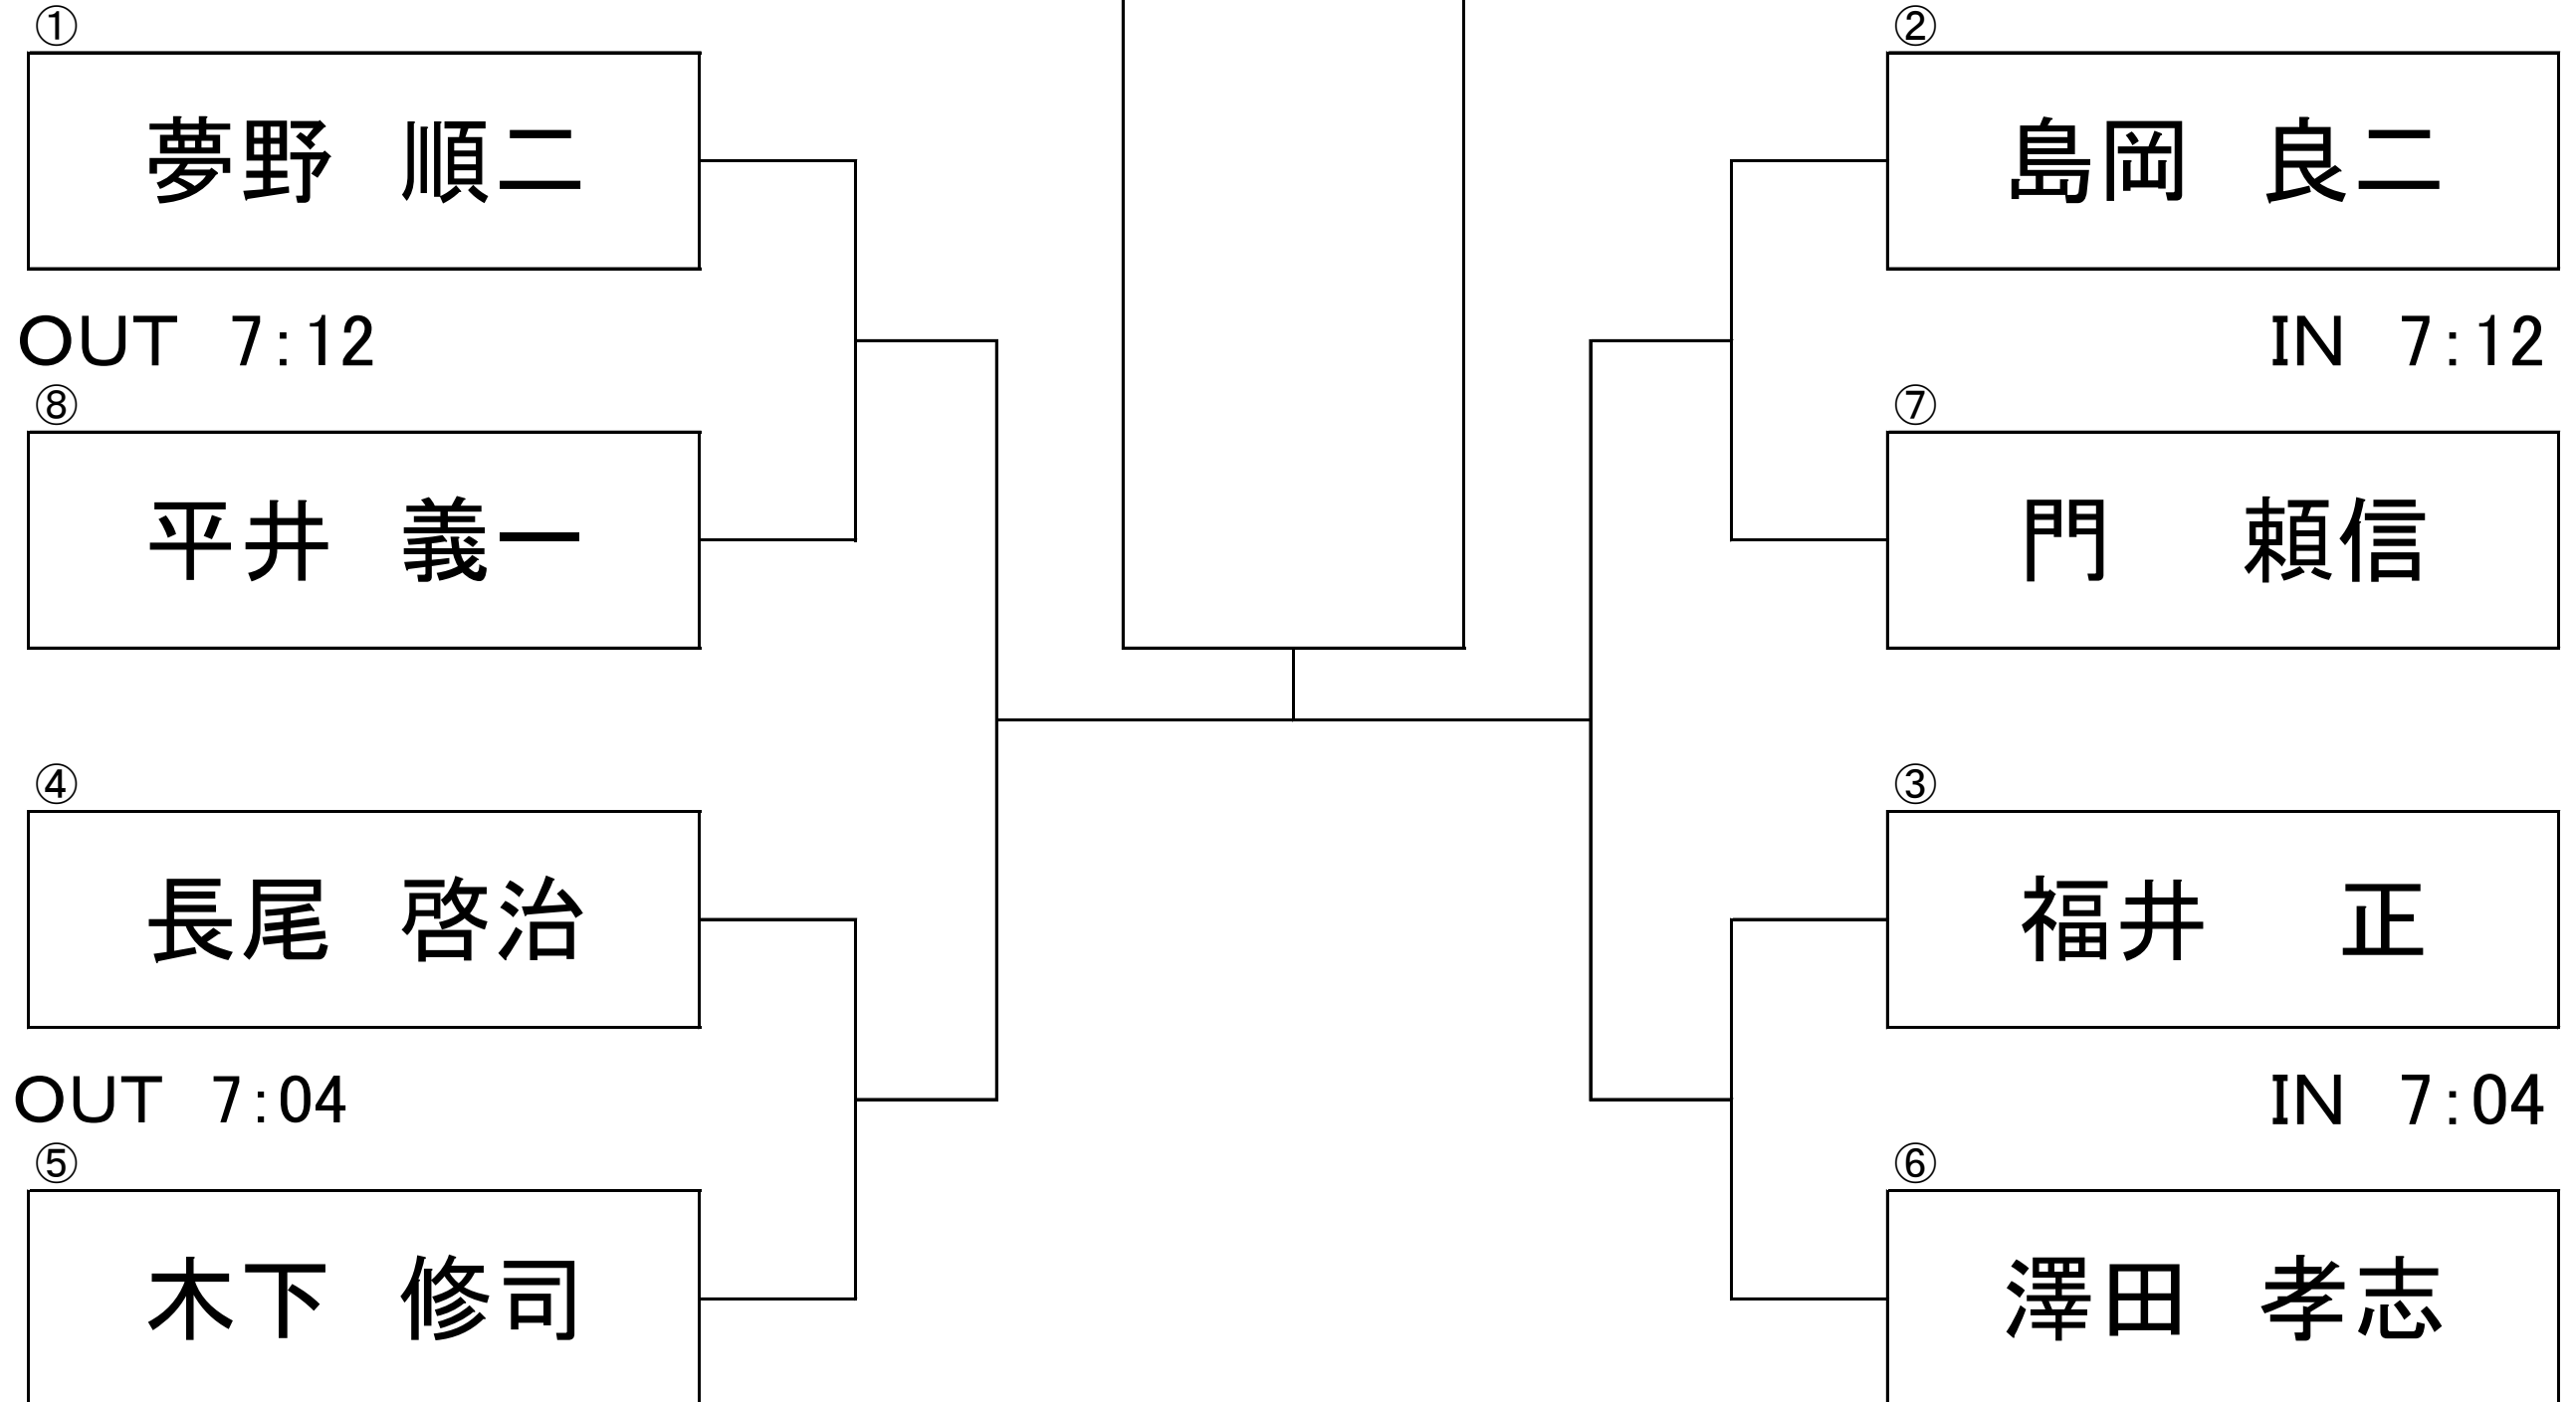 ①
夢野 順二
OUT 7:12
⑧
平井 義一
④
長尾 啓治
OUT 7:04
⑤
木下 修司
②
島岡 良二
IN 7:12
⑦
門 頼信
③
福井 正
IN 7:04
⑥
澤田 孝志